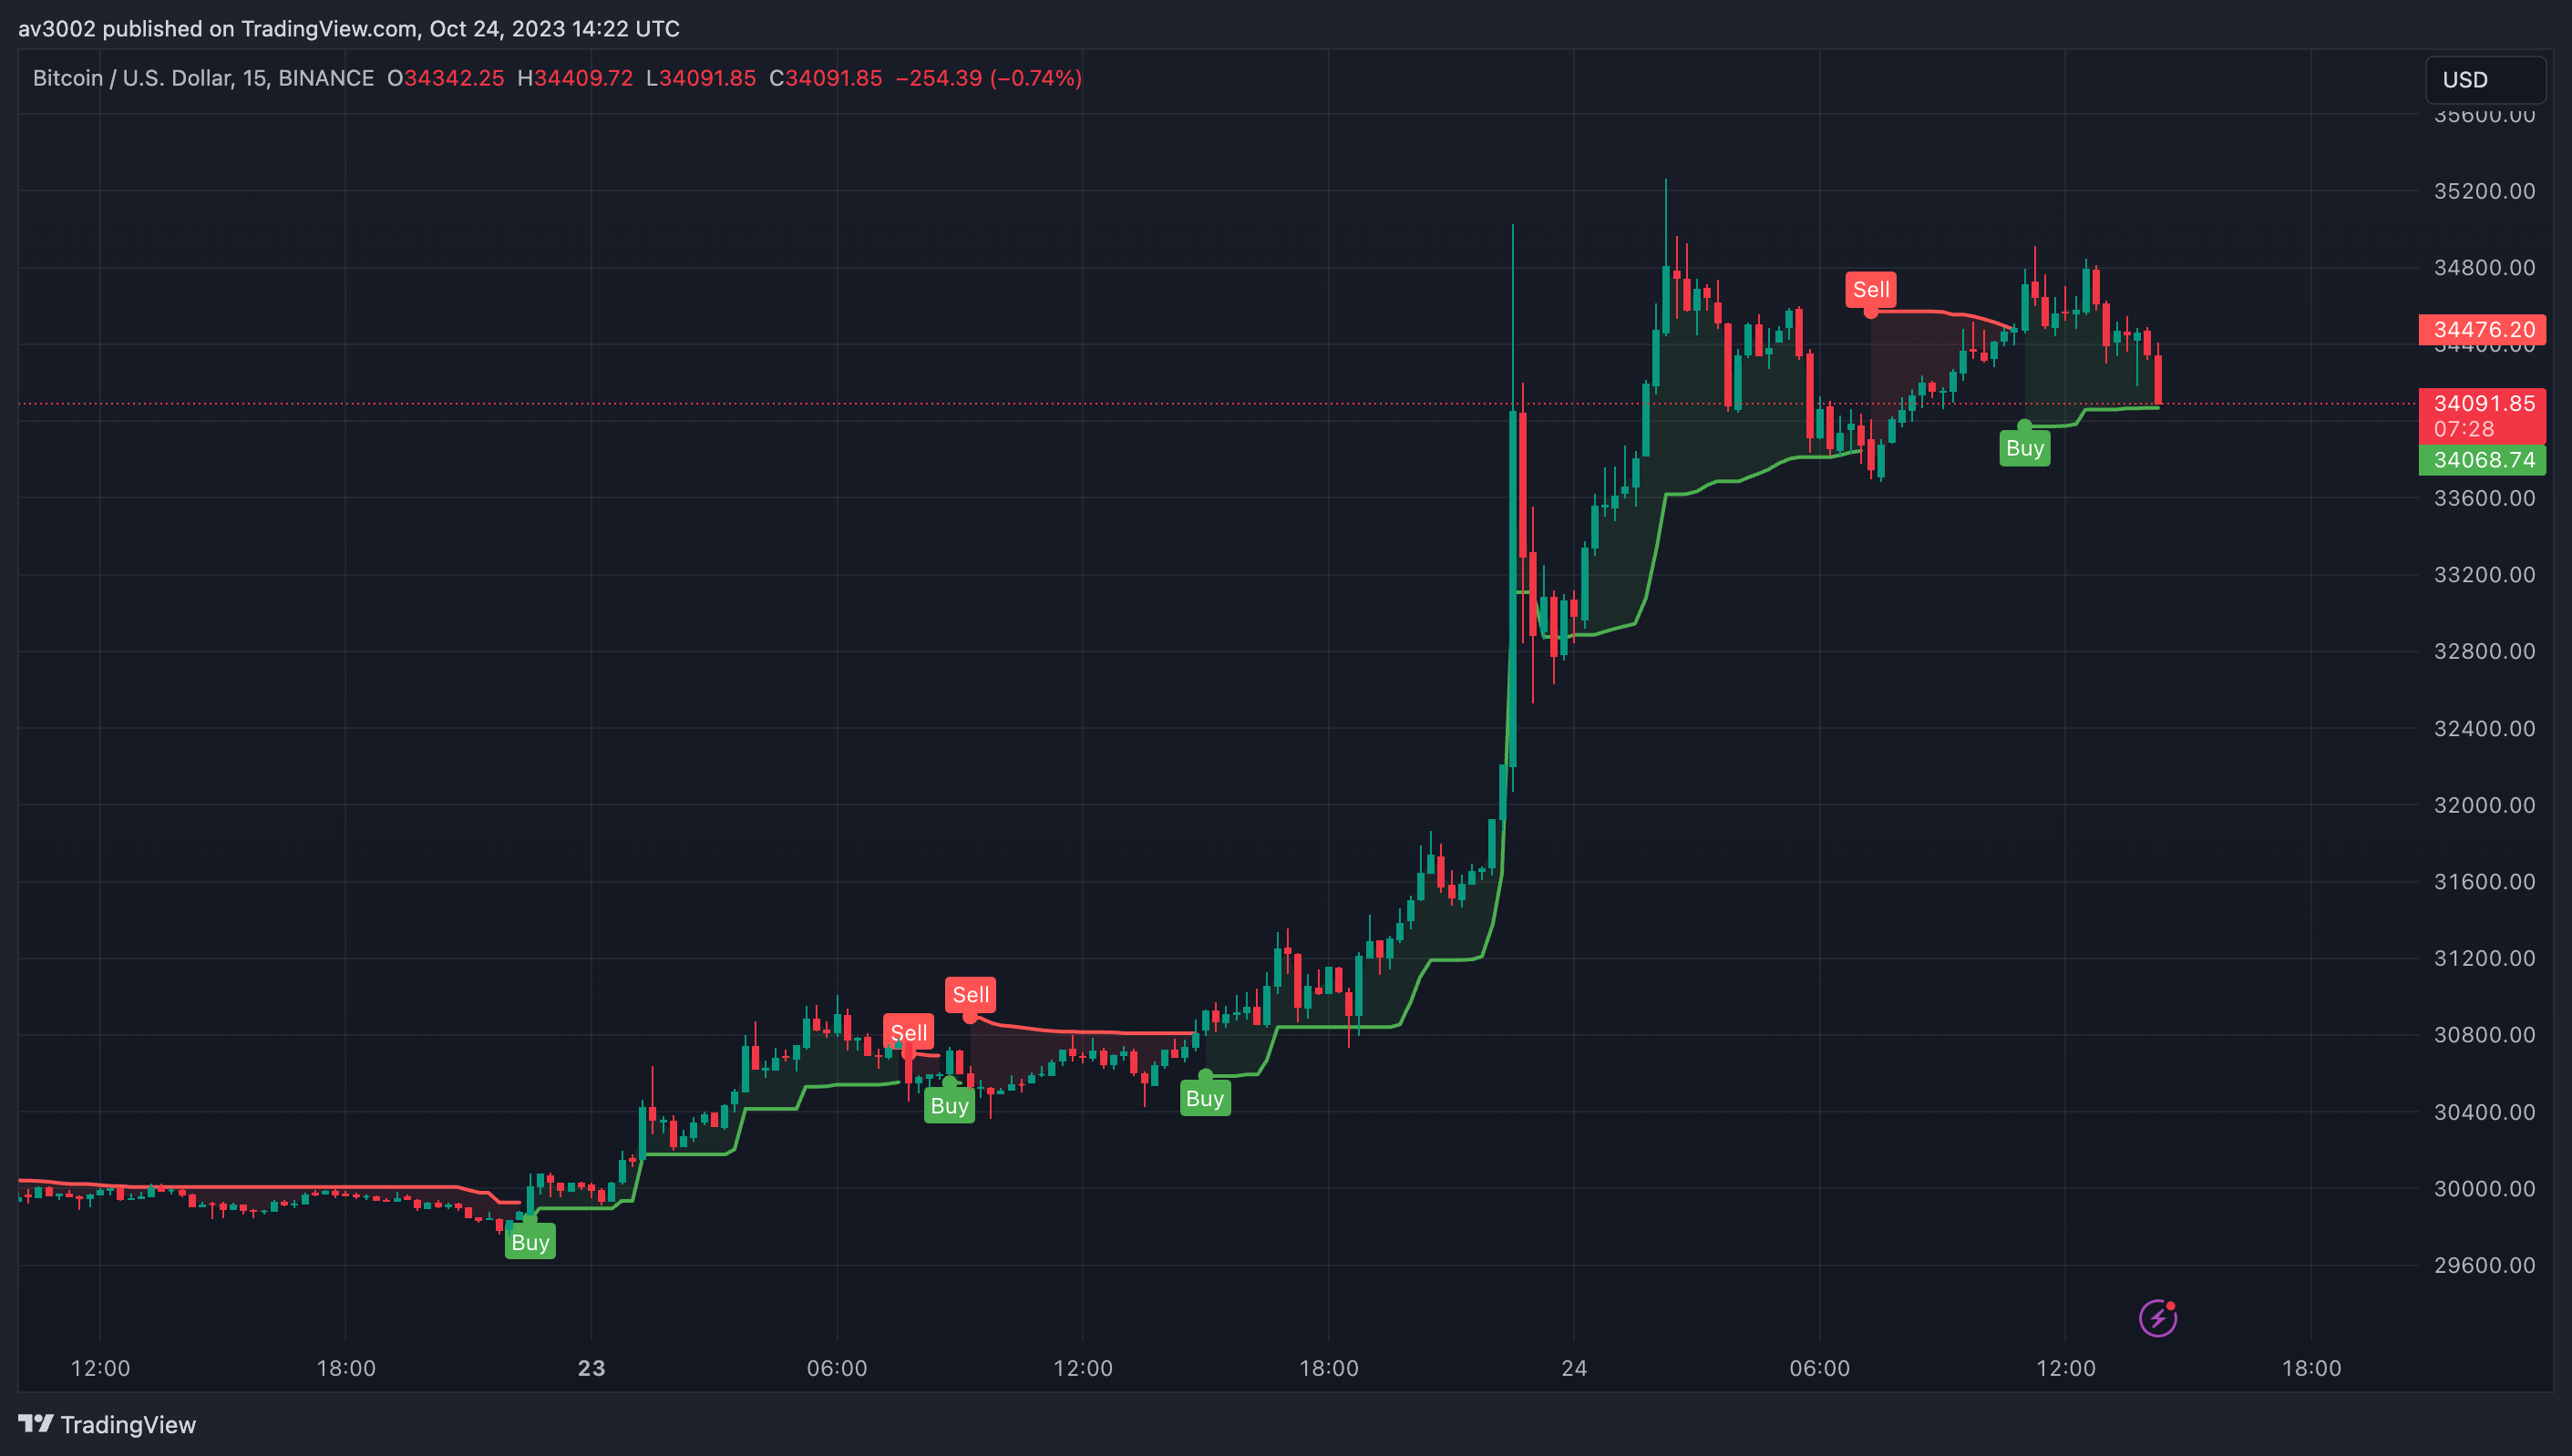 av3002 published on TradingView.com, Oct 24, 2023 14:22 UTC
Bitcoin / U.S. Dollar, 15, BINANCE O34342.25 H34409.72 L34091.85 C34091.85 −254.39 (−0.74%)
USD
35600.00
35200.00
34800.00
Sell
34476.20
34400.00
34091.85
07:28
Buy
34068.74
33600.00
33200.00
32800.00
32400.00
32000.00
31600.00
31200.00
Sell
Sell
30800.00
Buy
Buy
30400.00
30000.00
Buy
29600.00
12:00 18:00 23 06:00 12:00 18:00 24 06:00 12:00 18:00
TradingView